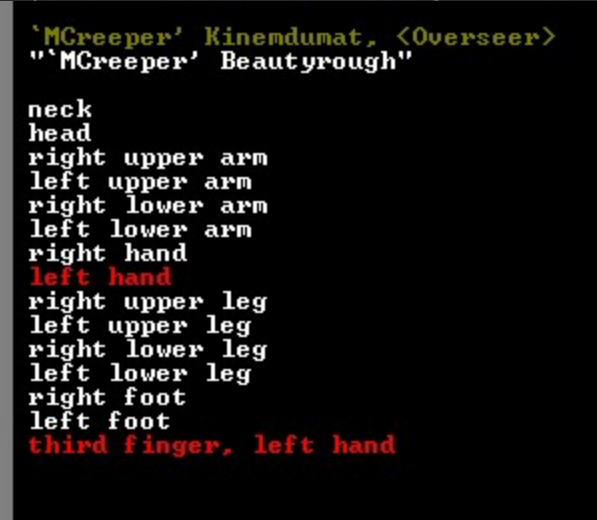 `MCreeper' Kinemdumat, <Overseer>
"`MCreeper' Beautyrough"
neck
head
right upper arm
left upper arm
right lower arm
left lower arm
right hand
left hand
right upper leg
left upper leg
right lower leg
left lower leg
right foot
left foot
third finger, left hand